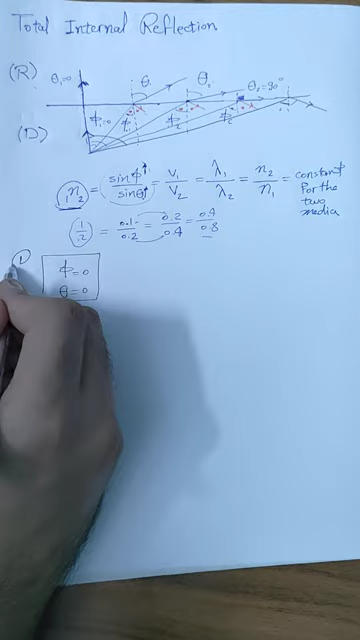 Total Internal Reflection
(R) θ₁=0 θ₁ θ₂ θ₂=90°
(D) ϕ₁=0 ϕ₁ ϕ₂ ϕ₂
₁n₂ = sinϕ↑/sinθ↑ = V₁/V₂ = λ₁/λ₂ = n₂/n₁ = constant
For the
two
media
1/2 = 0.1/0.2 = 0.2/0.4 = 0.4/0.8
① ϕ=0
θ=0